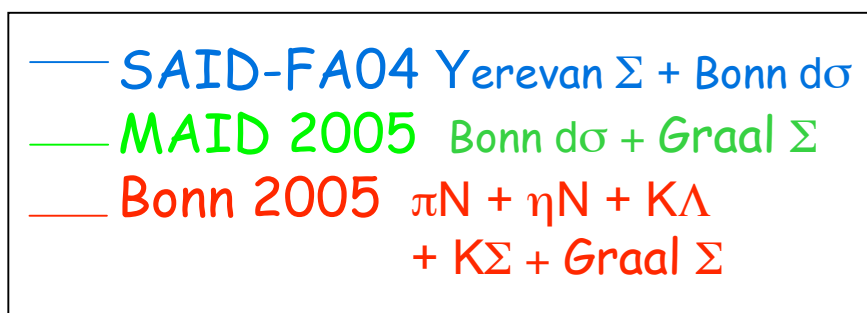 SAID-FA04 Yerevan Σ + Bonn dσ
MAID 2005 Bonn dσ + Graal Σ
Bonn 2005 πN + ηN + KΛ
+ KΣ + Graal Σ